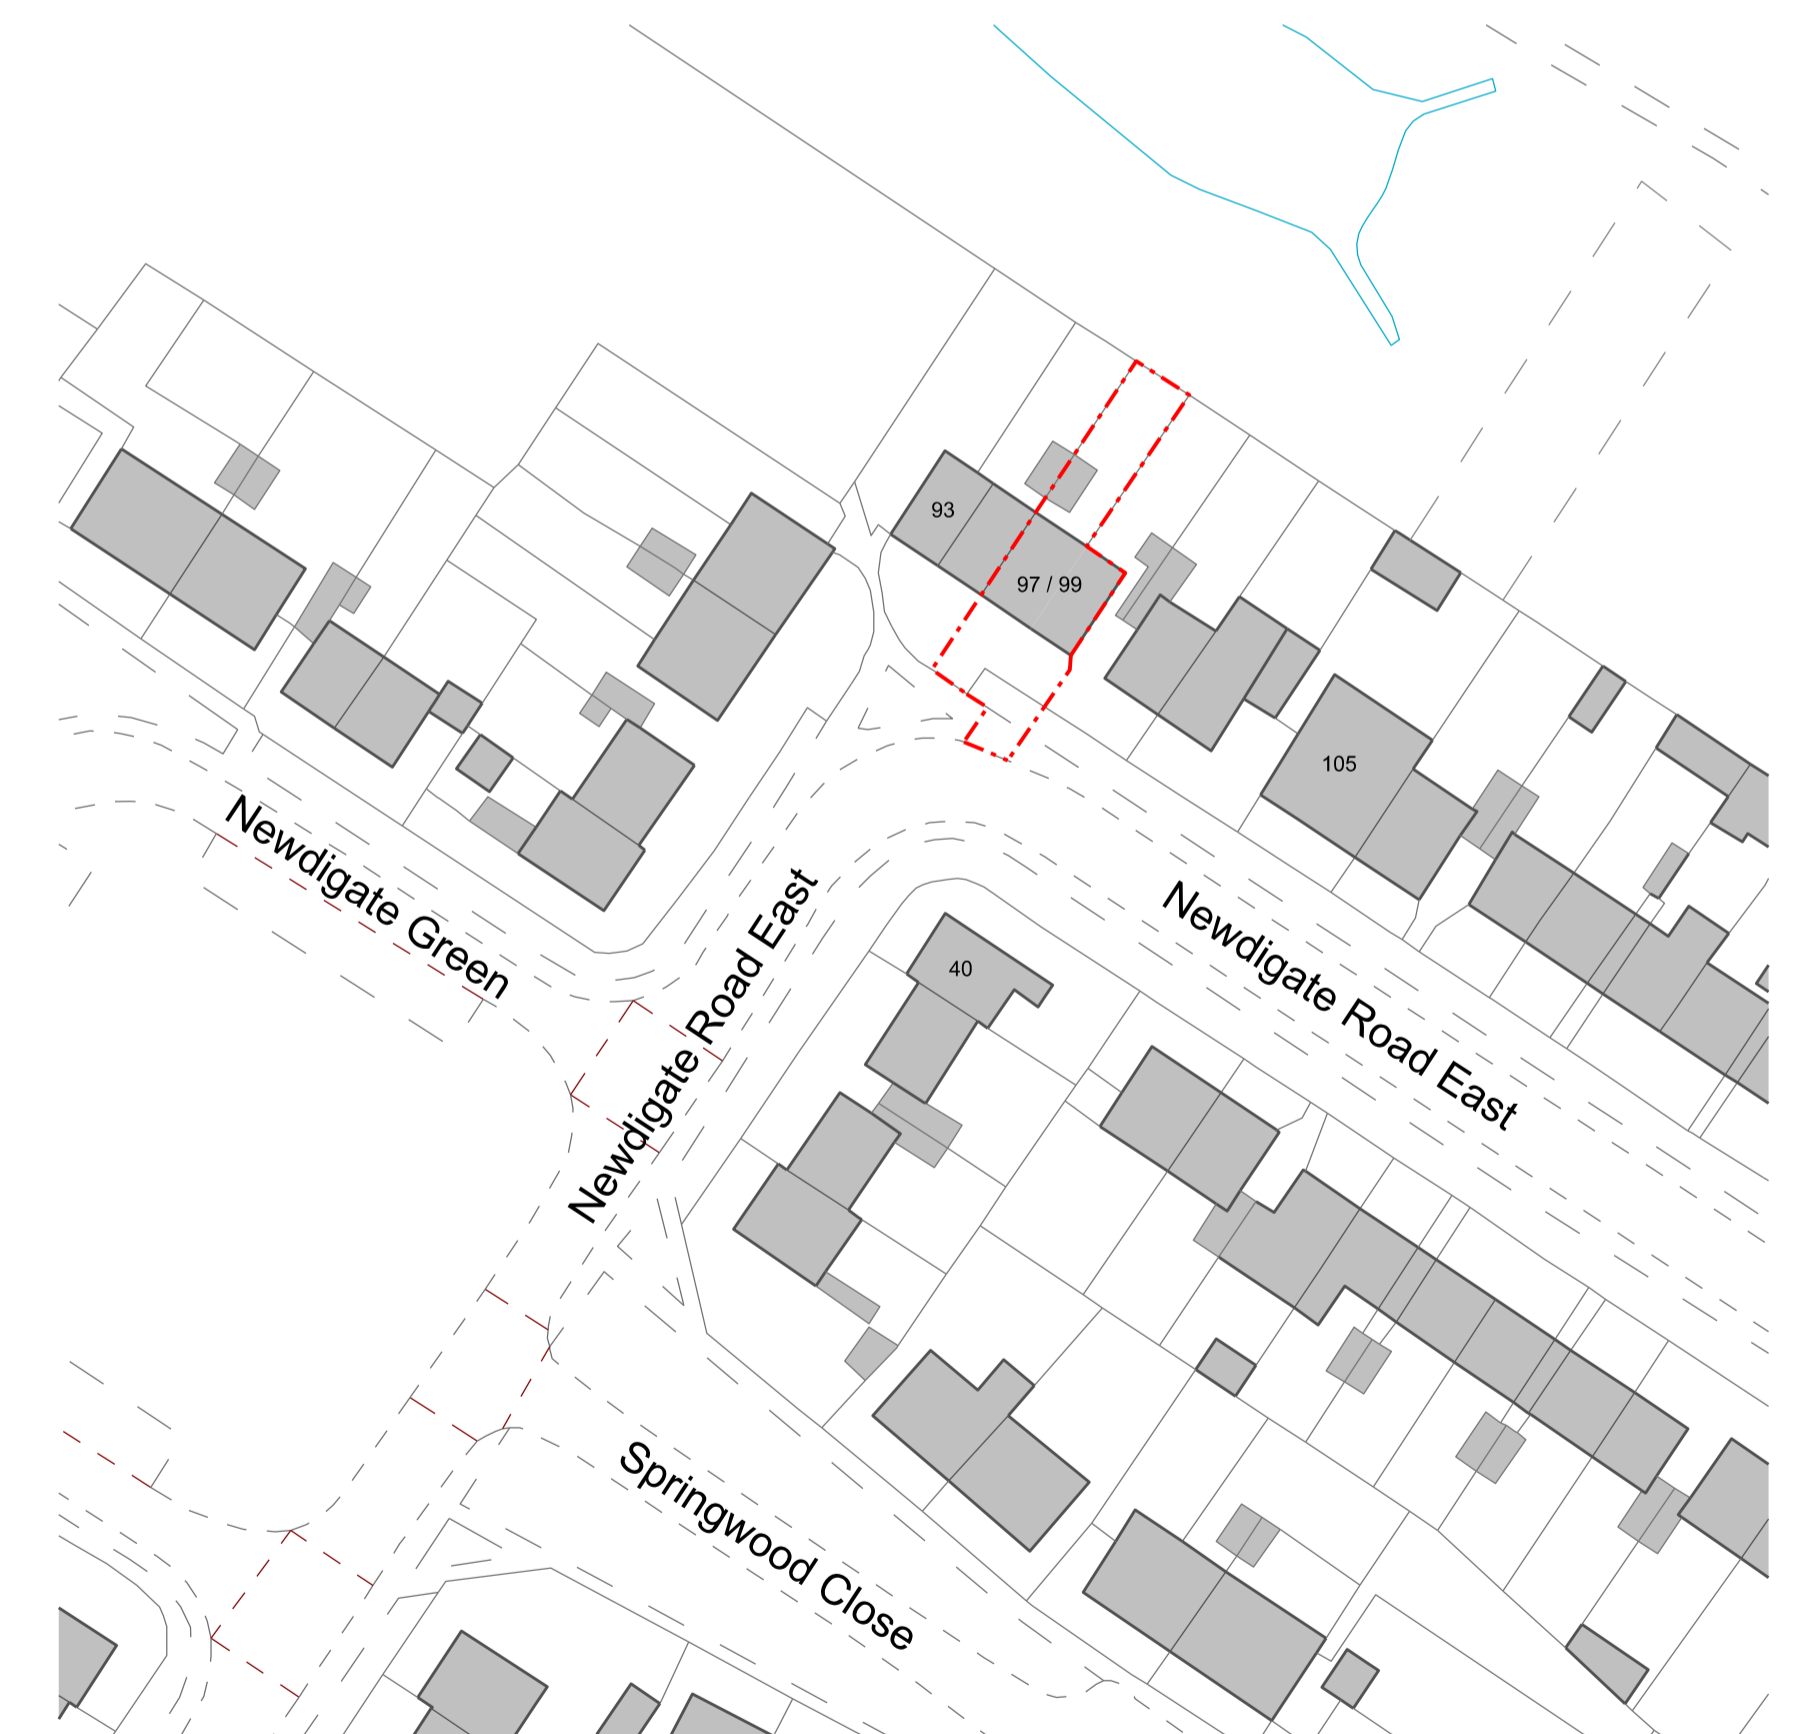 93
97 / 99
105
Newdigate Green
Newdigate Road East
Newdigate Road East
40
Springwood Close